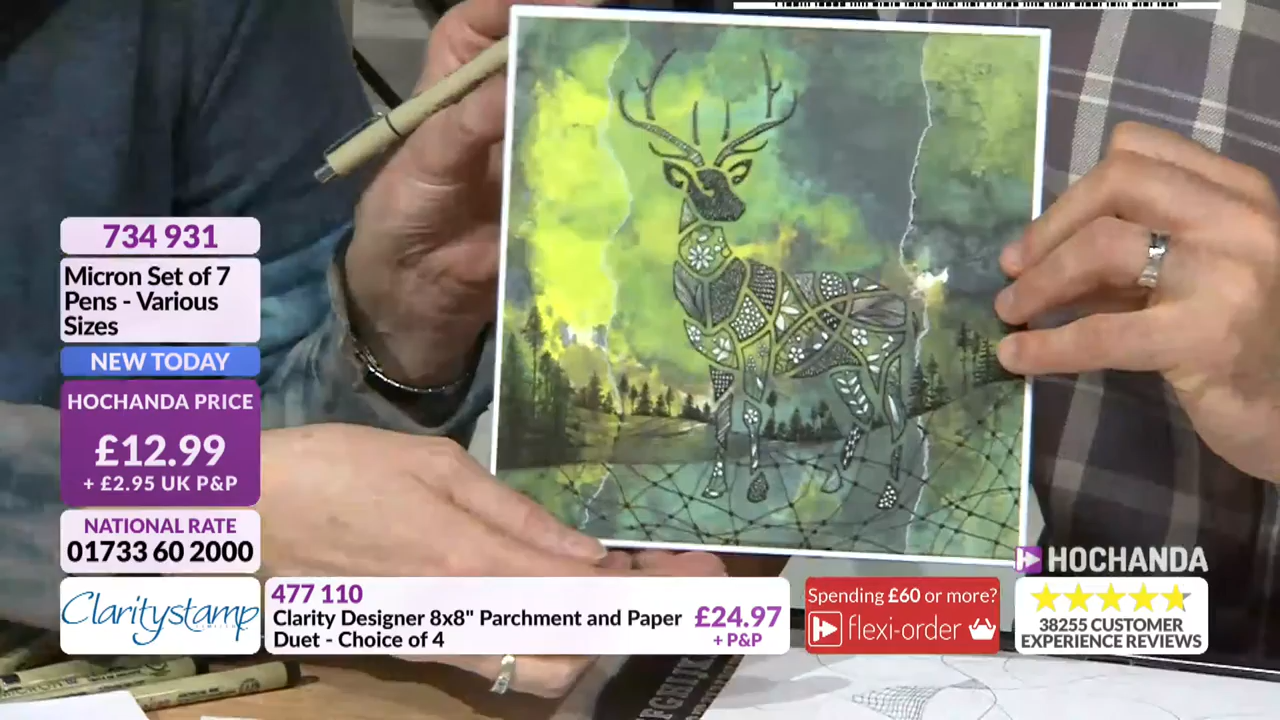 734 931
Micron Set of 7
Pens - Various
Sizes
NEW TODAY
HOCHANDA PRICE
£12.99
+ £2.95 UK P&P
NATIONAL RATE
01733 60 2000
Claritystamp
477 110
Clarity Designer 8x8" Parchment and Paper
Duet - Choice of 4
£24.97
+ P&P
Spending £60 or more?
flexi-order
HOCHANDA
38255 CUSTOMER
EXPERIENCE REVIEWS